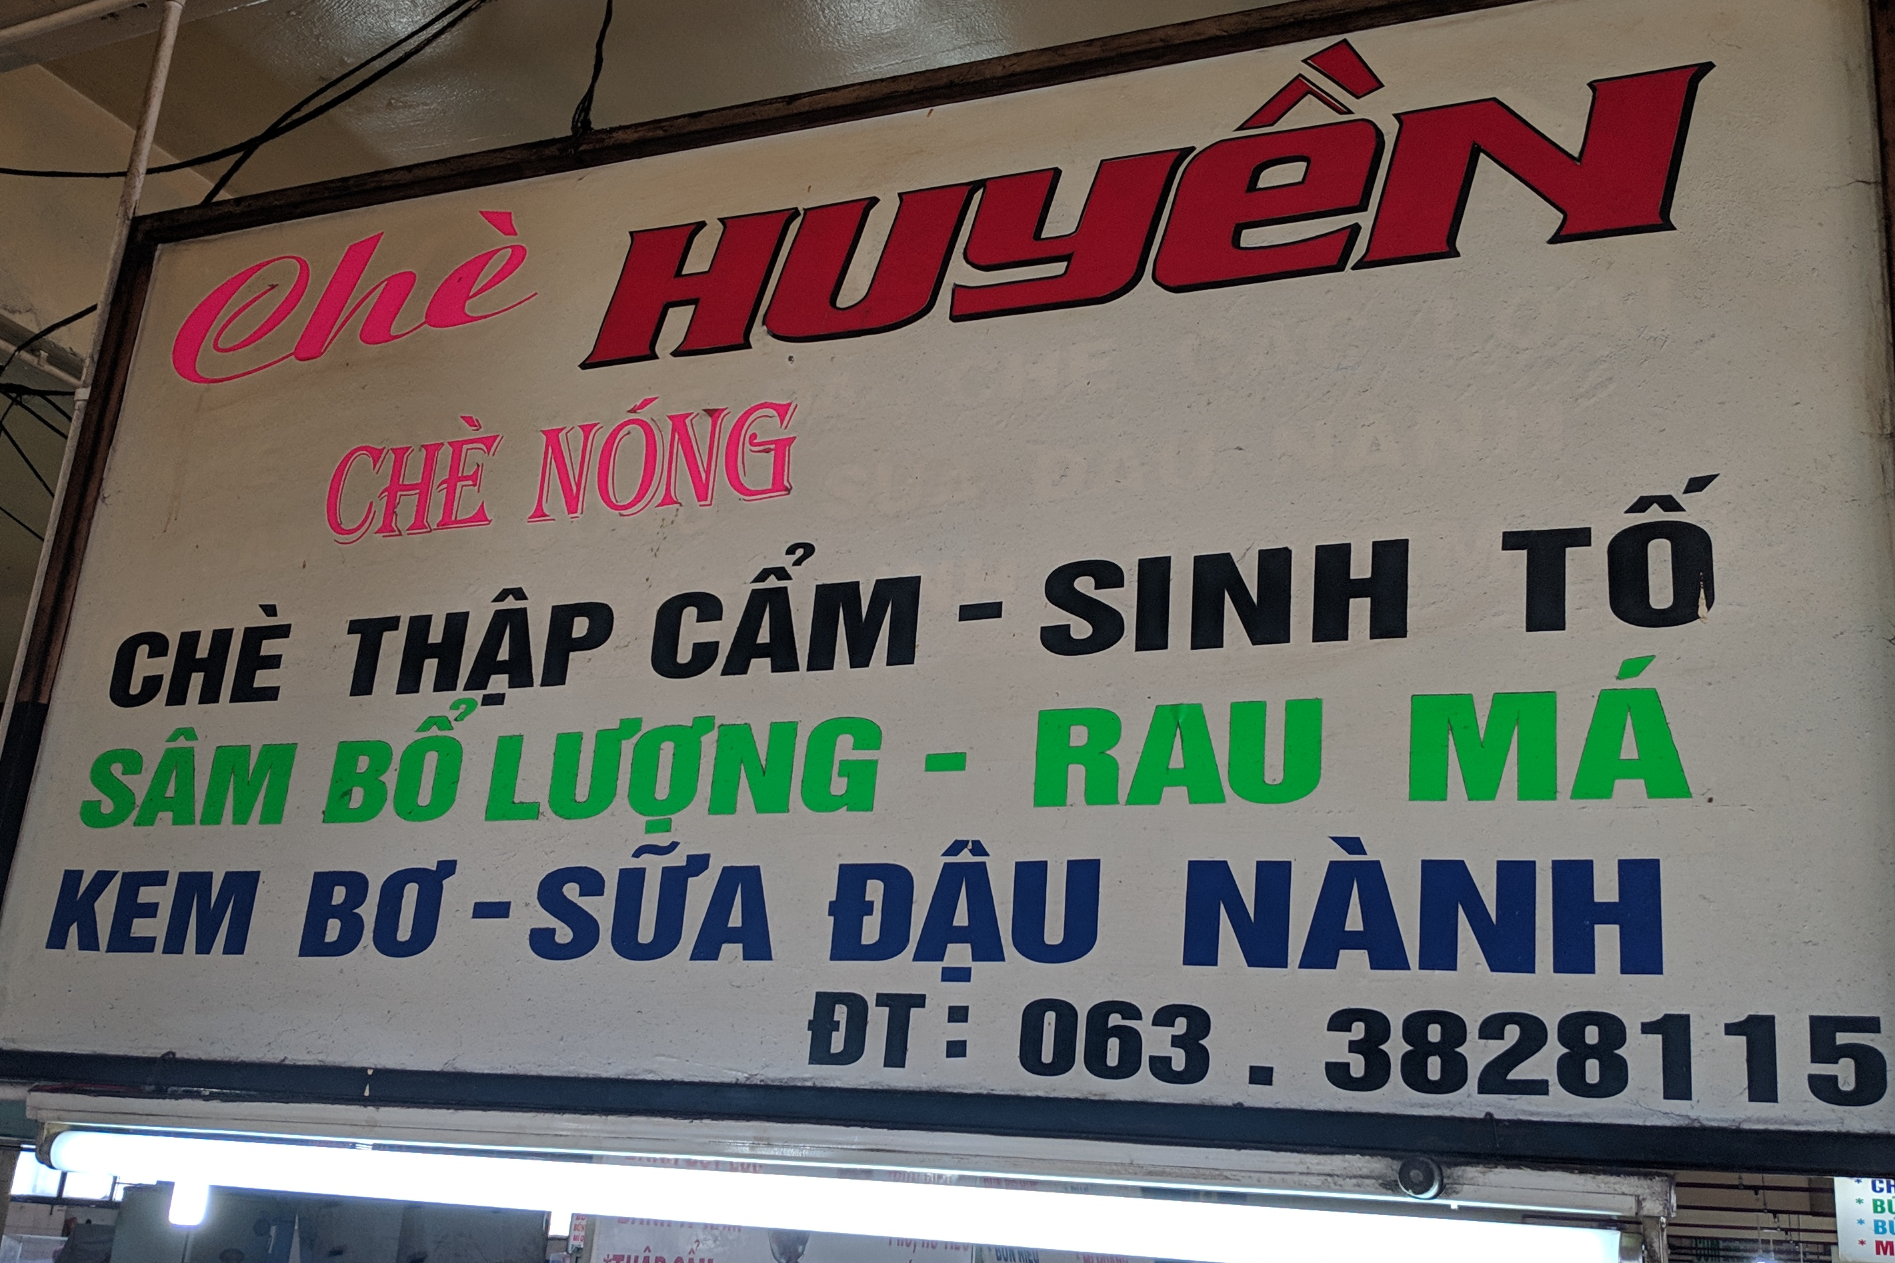 Chè HUYỀN
CHÈ NÓNG
CHÈ THẬP CẨM - SINH TỐ
SÂM BỔ LƯỢNG - RAU MÁ
KEM BƠ - SỮA ĐẬU NÀNH
ĐT : 063 . 3828115